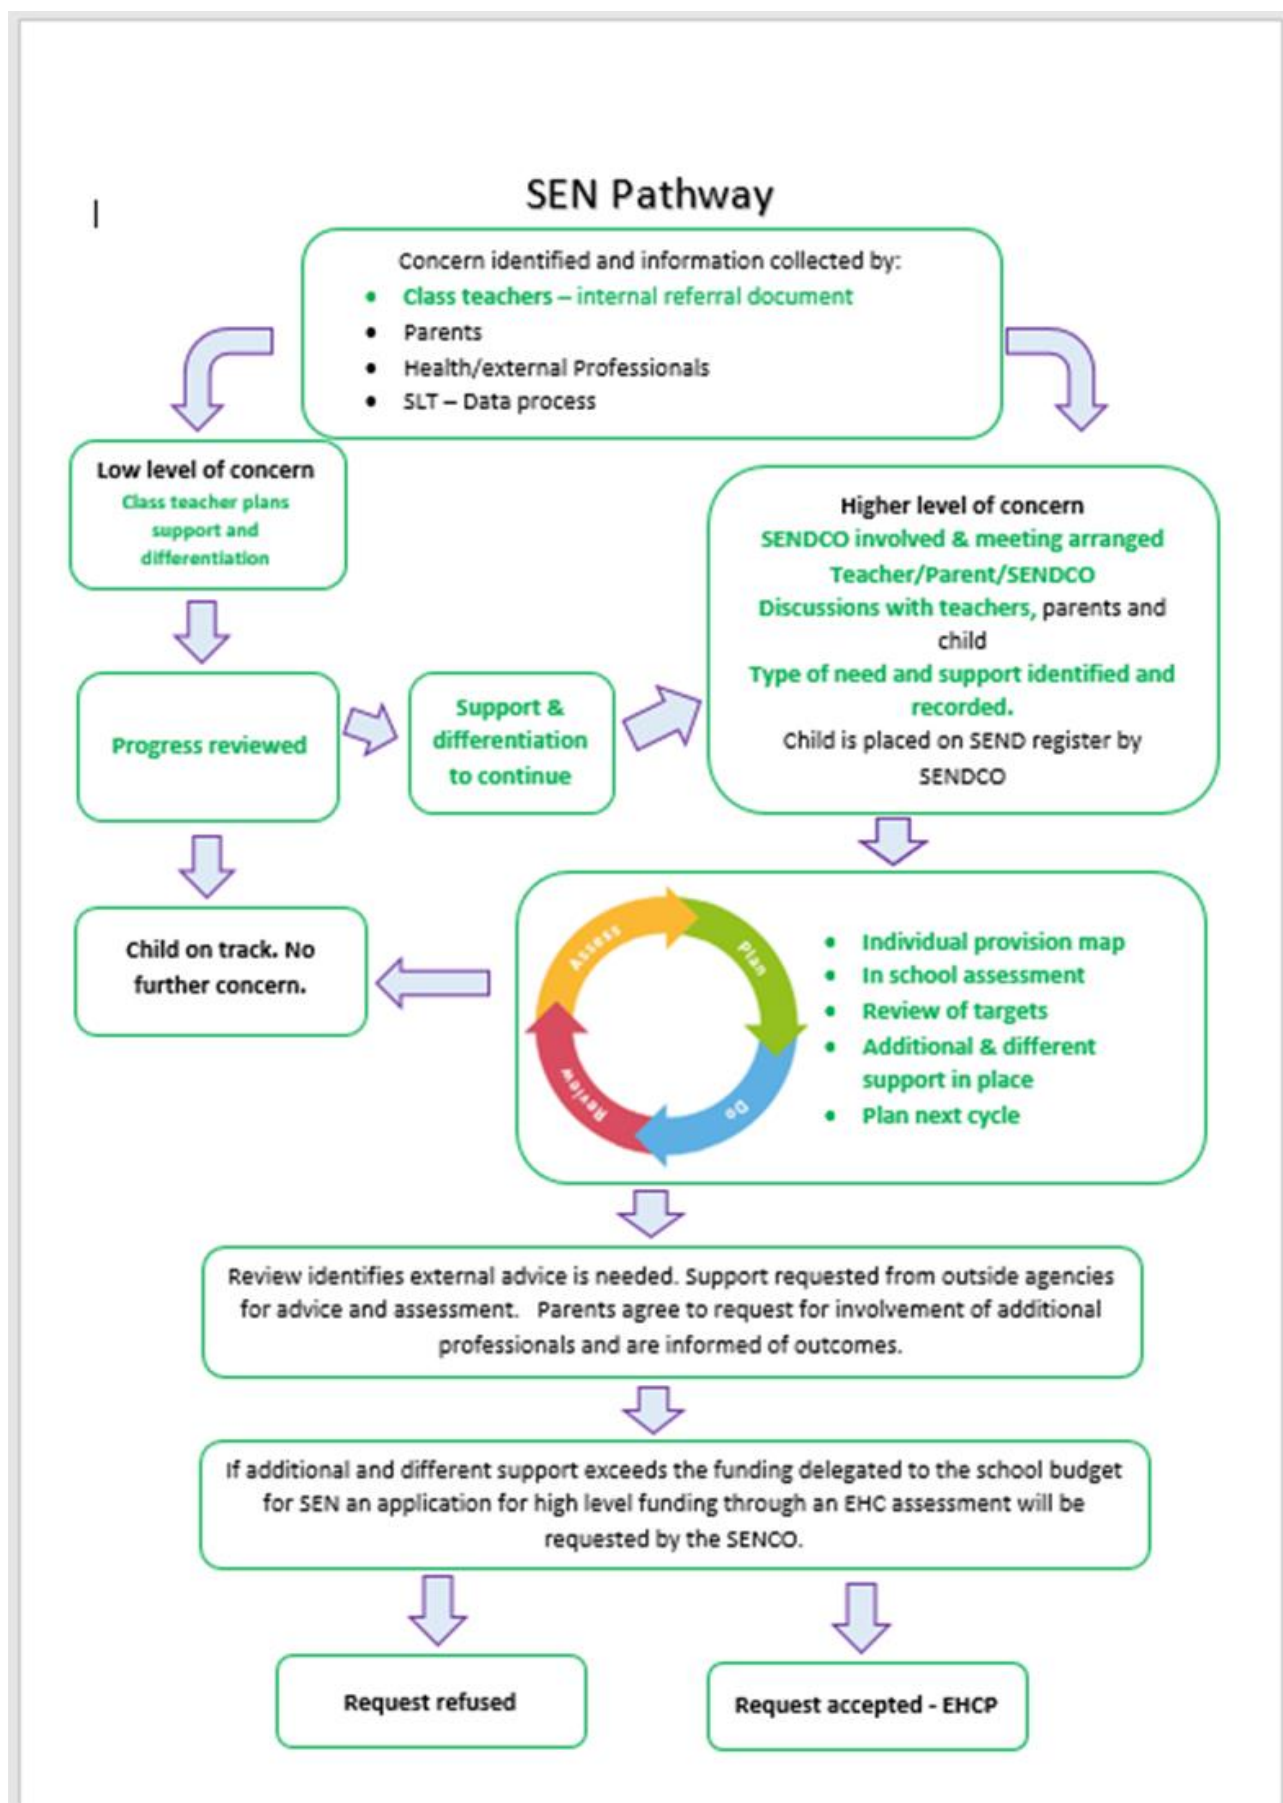 SEN Pathway
Concern identified and information collected by:
• Class teachers – internal referral document
• Parents
• Health/external Professionals
• SLT – Data process
Low level of concern
Class teacher plans
support and
differentiation
Higher level of concern
SENDCO involved & meeting arranged
Teacher/Parent/SENDCO
Discussions with teachers, parents and
child
Type of need and support identified and
recorded.
Child is placed on SEND register by
SENDCO
Progress reviewed
Support &
differentiation
to continue
Child on track. No
further concern.
Assess
Plan
Do
Review
• Individual provision map
• In school assessment
• Review of targets
• Additional & different
support in place
• Plan next cycle
Review identifies external advice is needed. Support requested from outside agencies
for advice and assessment. Parents agree to request for involvement of additional
professionals and are informed of outcomes.
If additional and different support exceeds the funding delegated to the school budget
for SEN an application for high level funding through an EHC assessment will be
requested by the SENCO.
Request refused
Request accepted - EHCP